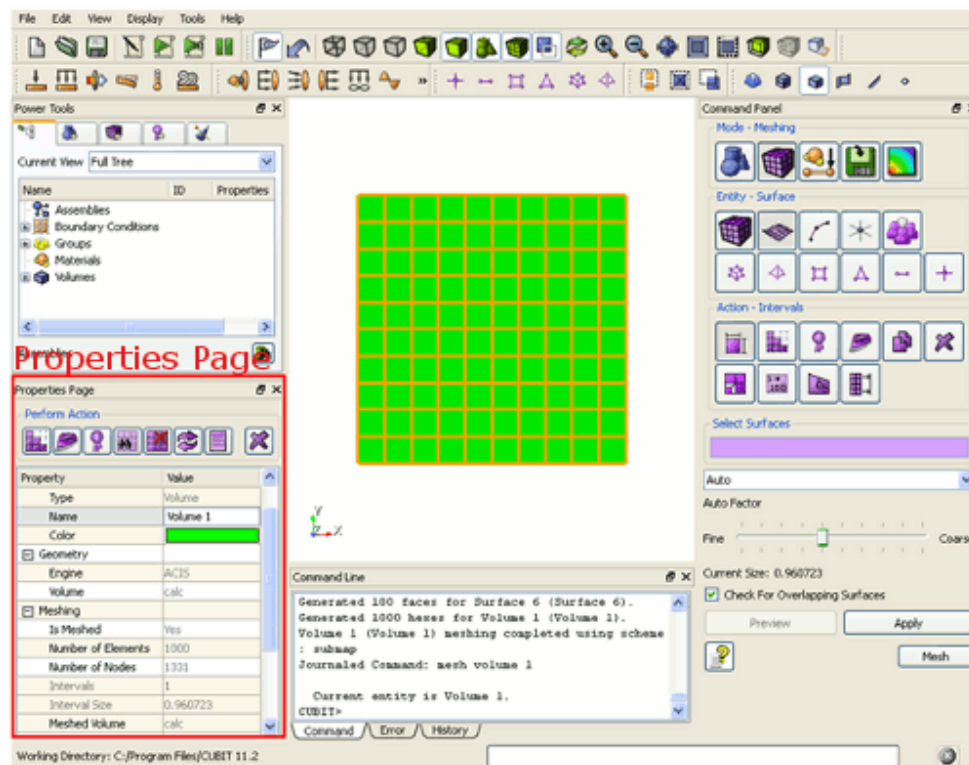 File Edit View Display Tools Help
Power Tools
Current View Full Tree
Name ID Properties
Assemblies
Boundary Conditions
Groups
Materials
Volumes
Properties Page
Properties Page
Perform Action
Property Value
Type Volume
Name Volume 1
Color
Geometry
Engine ACIS
Volume calc
Meshing
Is Meshed Yes
Number of Elements 1000
Number of Nodes 1331
Intervals 1
Interval Size 0.960723
Meshed Volume calc
Y
Z X
Command Line
Generated 100 faces for Surface 6 (Surface 6).
Generated 1000 hexes for Volume 1 (Volume 1).
Volume 1 (Volume 1) meshing completed using scheme
: submap
Journaled Command: mesh volume 1
Current entity is Volume 1.
CUBIT>
Command Error History
Command Panel
Mode - Meshing
Entity - Surface
Action - Intervals
Select Surfaces
Auto
Auto Factor
Fine Coars
Current Size: 0.960723
Check For Overlapping Surfaces
Preview Apply
Mesh
Working Directory: C:/Program Files/CUBIT 11.2